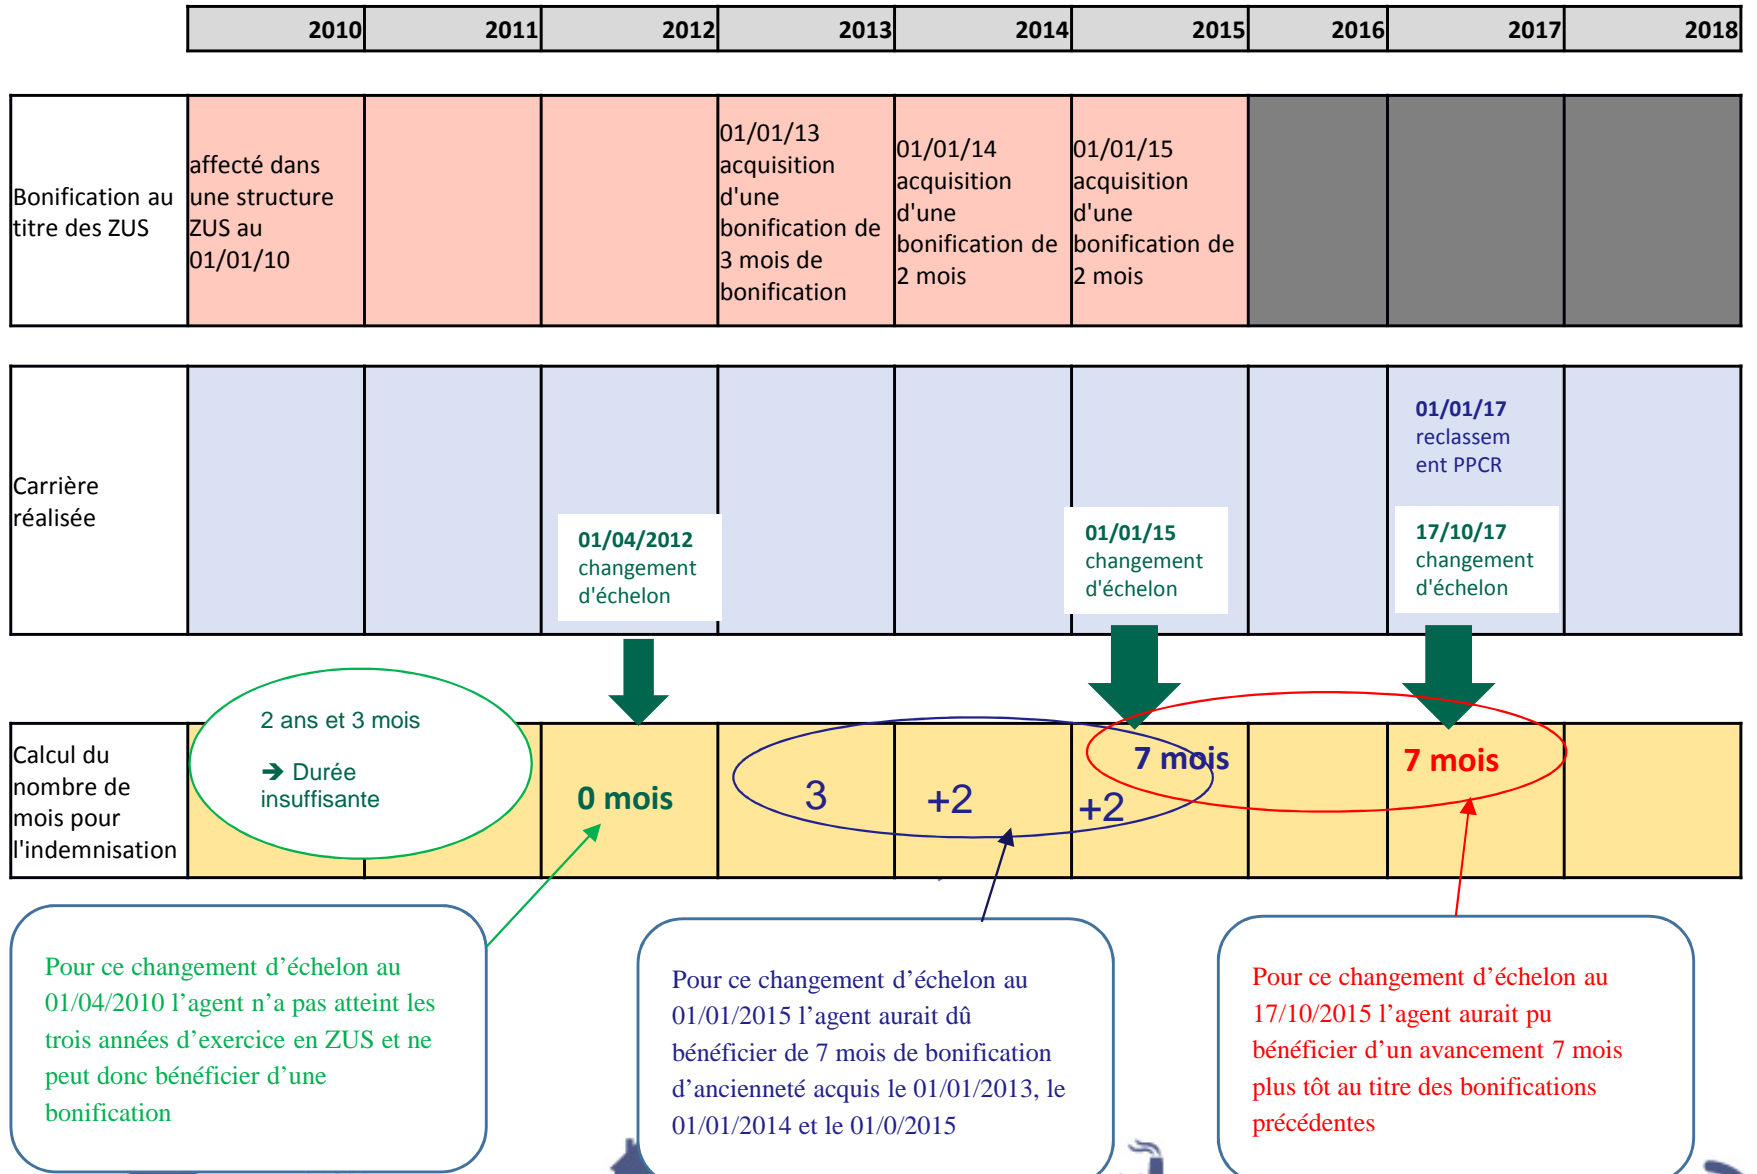 2010 2011 2012 2013 2014 2015 2016 2017 2018
Bonification au
titre des ZUS
affecté dans
une structure
ZUS au
01/01/10
01/01/13
acquisition
d'une
bonification de
3 mois de
bonification
01/01/14
acquisition
d'une
bonification de
2 mois
01/01/15
acquisition
d'une
bonification de
2 mois
Carrière
réalisée
01/04/2012
changement
d'échelon
01/01/15
changement
d'échelon
01/01/17
reclassem
ent PPCR
17/10/17
changement
d'échelon
Calcul du
nombre de
mois pour
l'indemnisation
2 ans et 3 mois
➔ Durée
insuffisante
0 mois
3
+2
+2
7 mois
7 mois
Pour ce changement d’échelon au
01/04/2010 l’agent n’a pas atteint les
trois années d’exercice en ZUS et ne
peut donc bénéficier d’une
bonification
Pour ce changement d’échelon au
01/01/2015 l’agent aurait dû
bénéficier de 7 mois de bonification
d’ancienneté acquis le 01/01/2013, le
01/01/2014 et le 01/0/2015
Pour ce changement d’échelon au
17/10/2015 l’agent aurait pu
bénéficier d’un avancement 7 mois
plus tôt au titre des bonifications
précédentes